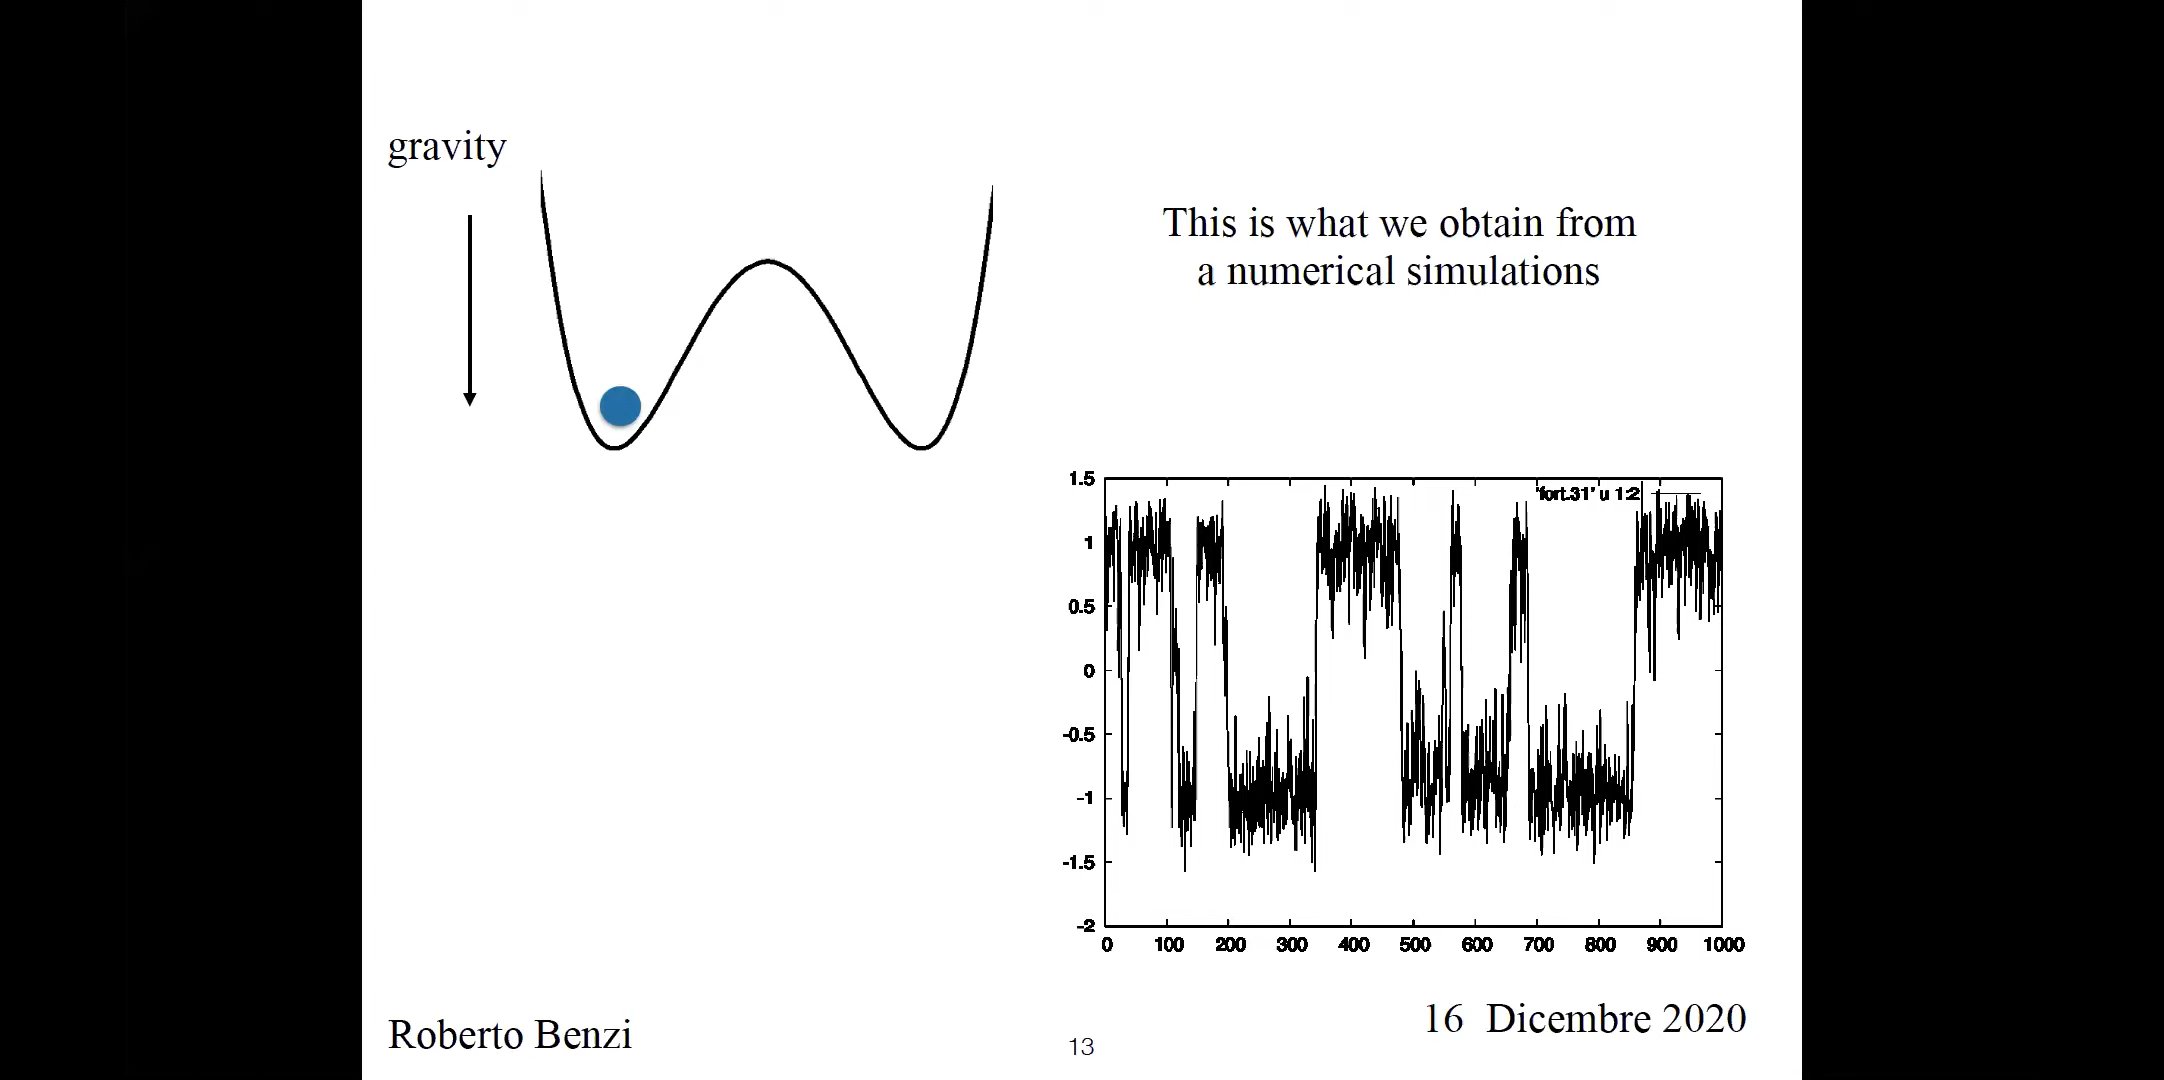 gravity
This is what we obtain from
a numerical simulations
'fort.31' u 1:2
1.5
1
0.5
0
-0.5
-1
-1.5
-2
0 100 200 300 400 500 600 700 800 900 1000
Roberto Benzi
13
16 Dicembre 2020